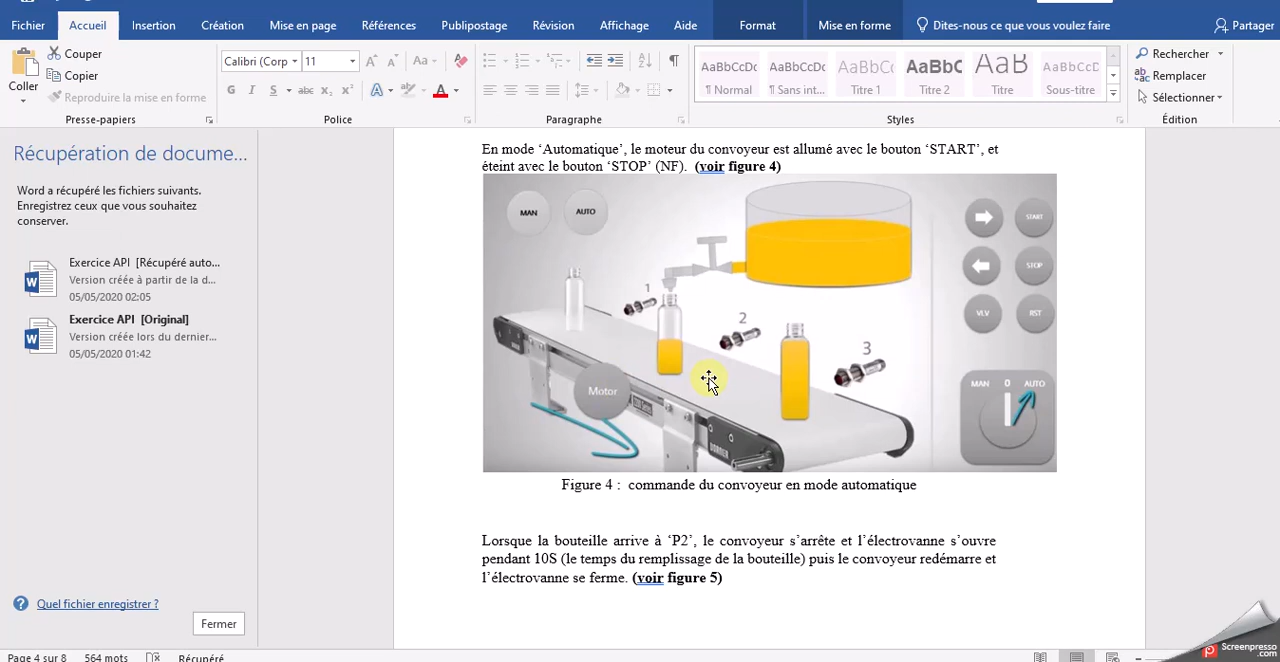 Fichier Accueil Insertion Création Mise en page Références Publipostage Révision Affichage Aide Format Mise en forme Dites-nous ce que vous voulez faire Partager
Coller
Couper
Copier
Reproduire la mise en forme
Presse-papiers
Calibri (Corp 11
G I S abc x₂ x²
Police
Paragraphe
AaBbCcDc AaBbCcDc AaBbCc AaBbC AaB AaBbCcD
¶ Normal ¶ Sans int... Titre 1 Titre 2 Titre Sous-titre
Styles
Rechercher
Remplacer
Sélectionner
Édition
Récupération de docume...
Word a récupéré les fichiers suivants.
Enregistrez ceux que vous souhaitez
conserver.
Exercice API [Récupéré auto...
Version créée à partir de la d...
05/05/2020 02:05
Exercice API [Original]
Version créée lors du dernier...
05/05/2020 01:42
Quel fichier enregistrer ?
Fermer
En mode ‘Automatique’, le moteur du convoyeur est allumé avec le bouton ‘START’, et
éteint avec le bouton ‘STOP’ (NF). (voir figure 4)
MAN AUTO
1
2
3
Motor
DORNER
START
STOP
VLV RST
MAN 0 AUTO
Figure 4 : commande du convoyeur en mode automatique
Lorsque la bouteille arrive à ‘P2’, le convoyeur s’arrête et l’électrovanne s’ouvre
pendant 10S (le temps du remplissage de la bouteille) puis le convoyeur redémarre et
l’électrovanne se ferme. (voir figure 5)
Page 4 sur 8 564 mots Récupéré
Screenpresso
.com